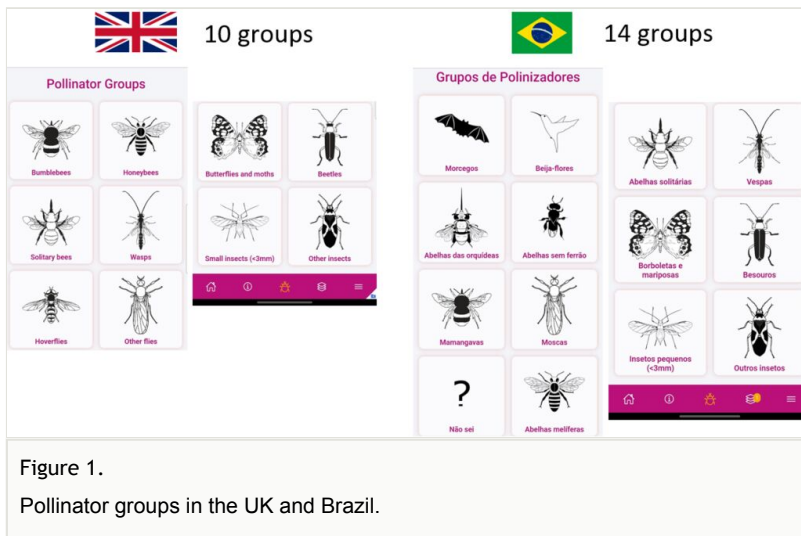 10 groups
14 groups
Pollinator Groups
Bumblebees
Honeybees
Solitary bees
Wasps
Hoverflies
Other flies
Butterflies and moths
Beetles
Small insects (<3mm)
Other insects
Grupos de Polinizadores
Morcegos
Beija-flores
Abelhas das orquídeas
Abelhas sem ferrão
Mamangavas
Moscas
?
Não sei
Abelhas melíferas
Abelhas solitárias
Vespas
Borboletas e
mariposas
Besouros
Insetos pequenos
(<3mm)
Outros insetos
Figure 1.
Pollinator groups in the UK and Brazil.